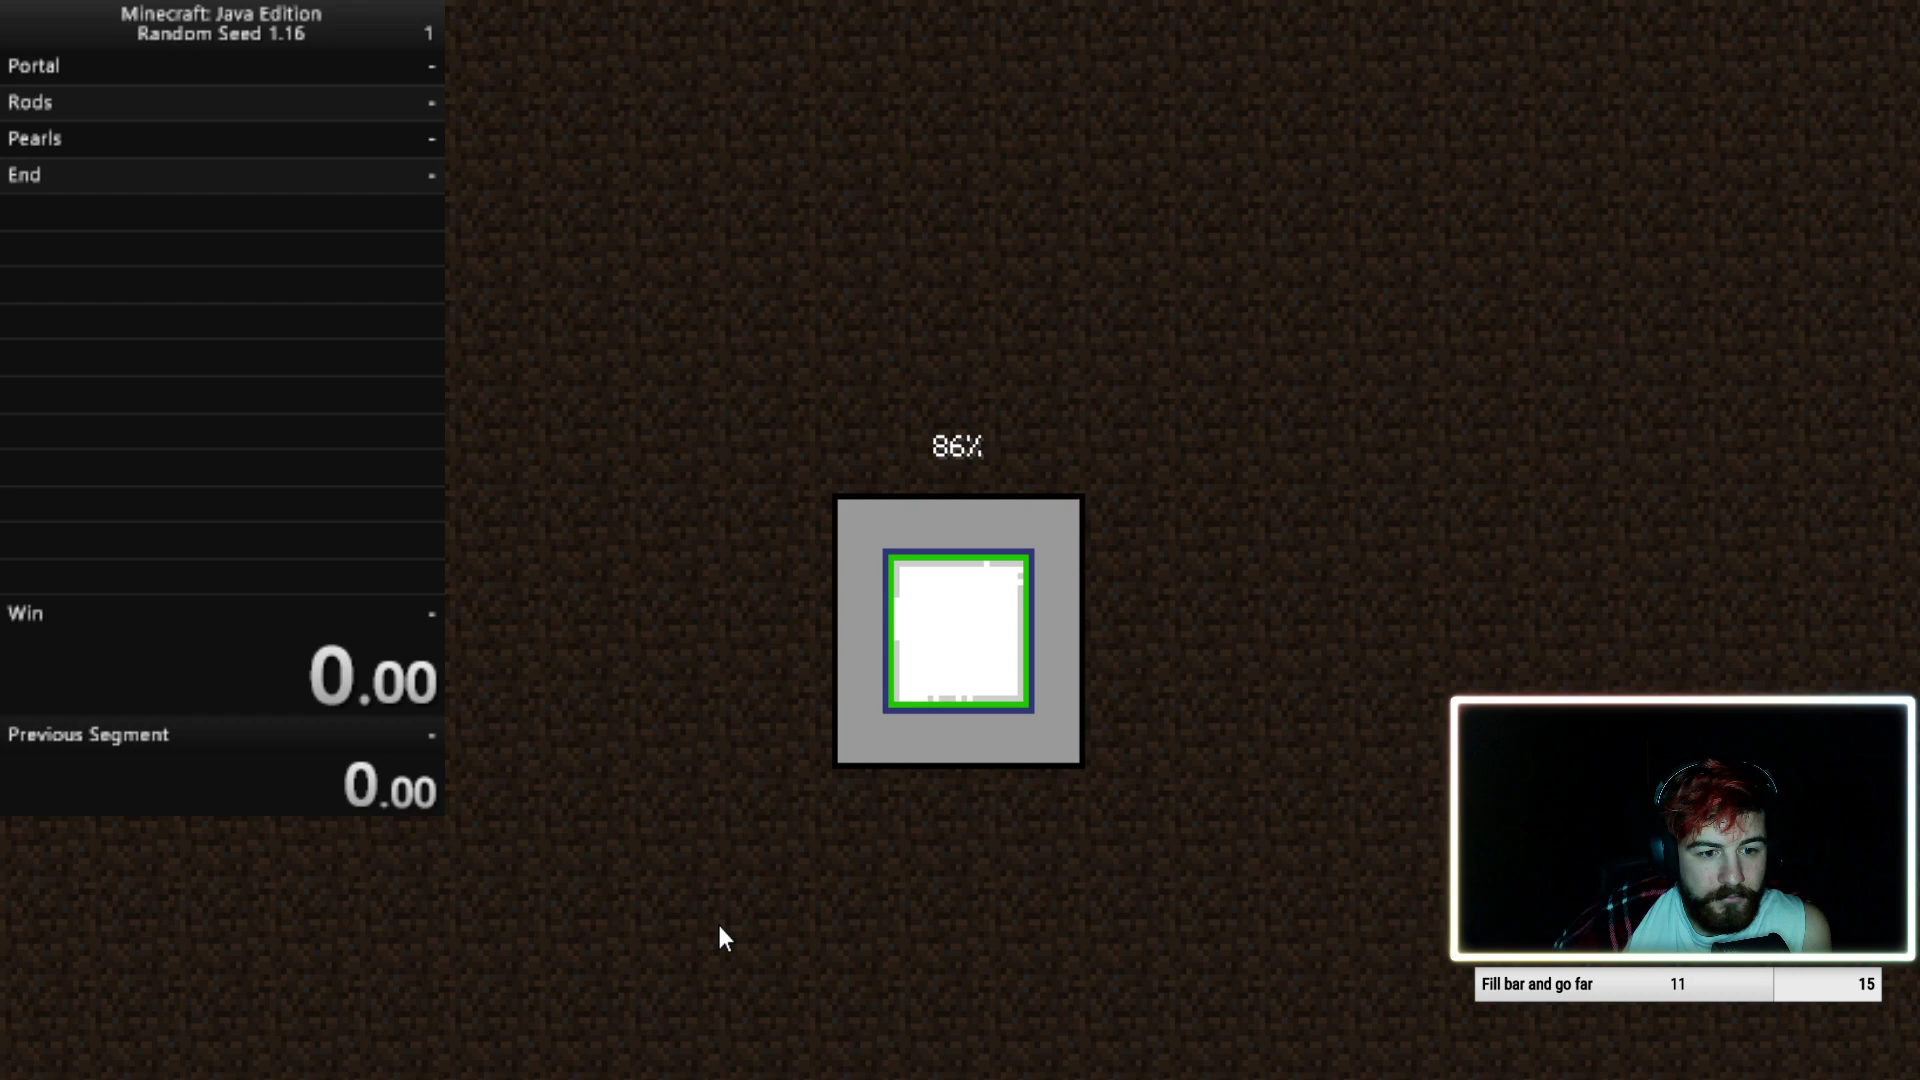 Minecraft: Java Edition
Random Seed 1.16 1
Portal -
Rods -
Pearls -
End -
Win -
0.00
Previous Segment -
0.00
86%
Fill bar and go far 11 15